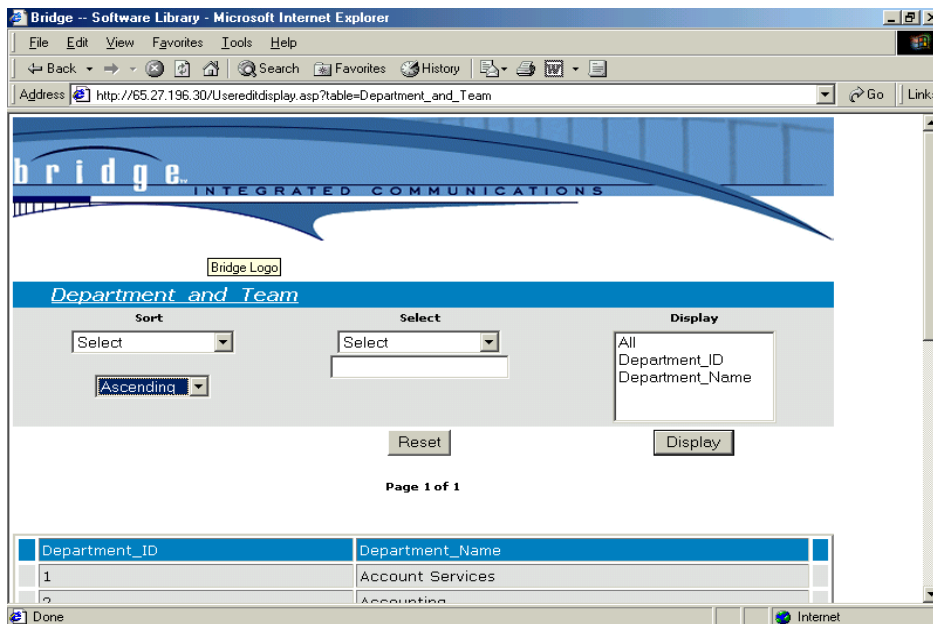 Bridge -- Software Library - Microsoft Internet Explorer
File Edit View Favorites Tools Help
Back Search Favorites History
Address http://65.27.196.30/Usereditdisplay.asp?table=Department_and_Team Go Link
bridge
INTEGRATED COMMUNICATIONS
Bridge Logo
Department and Team
Sort Select Display
Select Select All
Department_ID
Ascending Department_Name
Reset Display
Page 1 of 1
Department_ID Department_Name
1 Account Services
2 Accounting
Done Internet